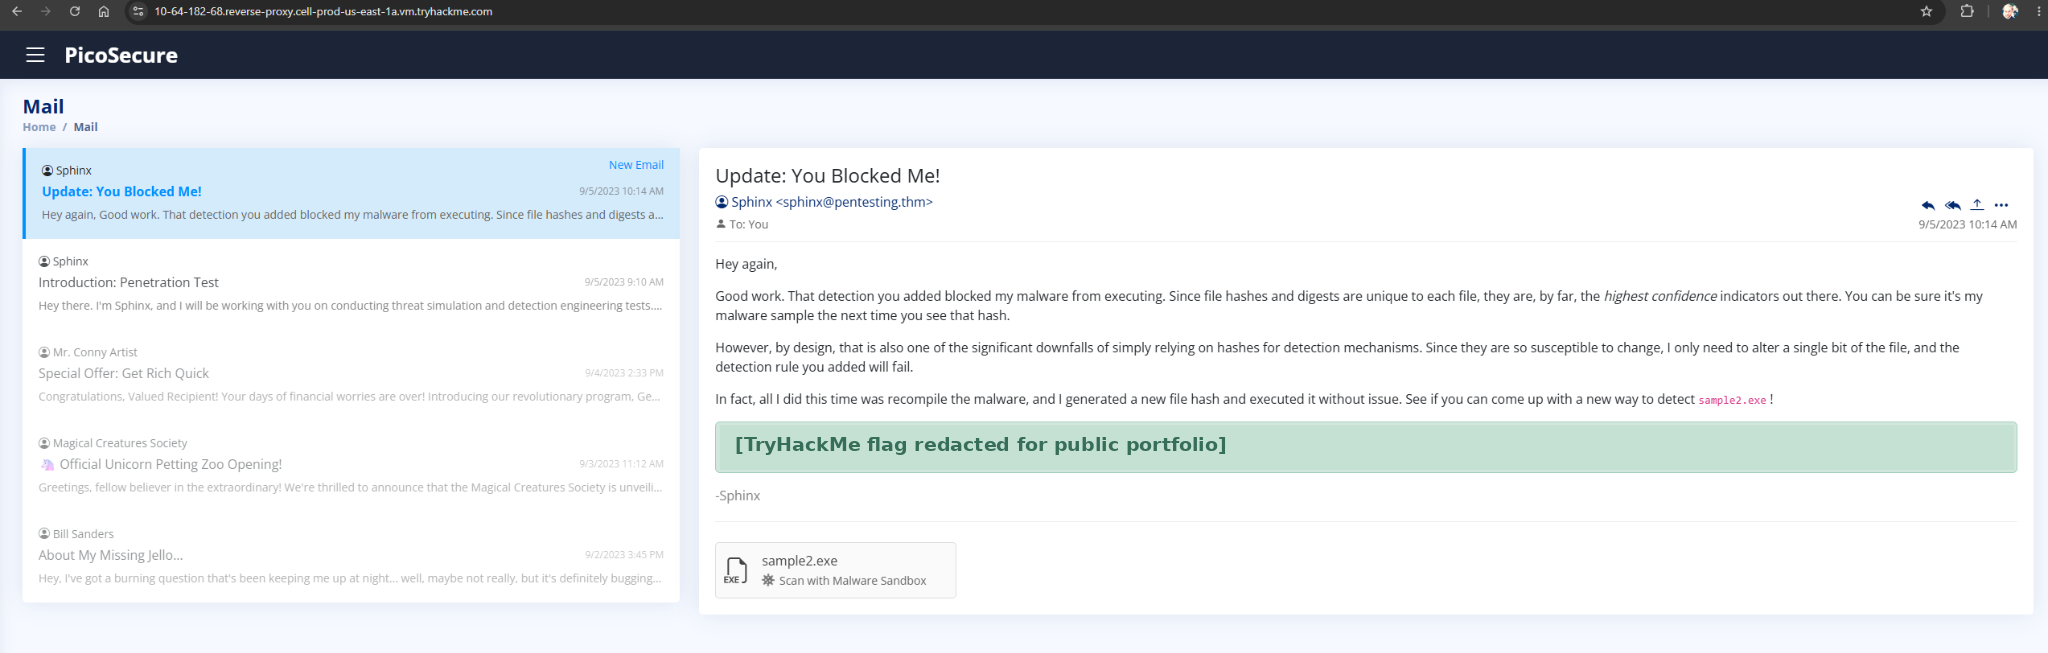 10-64-182-68.reverse-proxy.cell-prod-us-east-1a.vm.tryhackme.com
PicoSecure
Mail
Home / Mail
Sphinx
New Email
Update: You Blocked Me!
9/5/2023 10:14 AM
Hey again, Good work. That detection you added blocked my malware from executing. Since file hashes and digests a...
Sphinx
Introduction: Penetration Test
9/5/2023 9:10 AM
Hey there. I'm Sphinx, and I will be working with you on conducting threat simulation and detection engineering tests....
Mr. Conny Artist
Special Offer: Get Rich Quick
9/4/2023 2:33 PM
Congratulations, Valued Recipient! Your days of financial worries are over! Introducing our revolutionary program, Ge...
Magical Creatures Society
🦄 Official Unicorn Petting Zoo Opening!
9/3/2023 11:12 AM
Greetings, fellow believer in the extraordinary! We're thrilled to announce that the Magical Creatures Society is unveili...
Bill Sanders
About My Missing Jello...
9/2/2023 3:45 PM
Hey, I've got a burning question that's been keeping me up at night... well, maybe not really, but it's definitely bugging...
Update: You Blocked Me!
Sphinx <sphinx@pentesting.thm>
To: You
9/5/2023 10:14 AM
Hey again,
Good work. That detection you added blocked my malware from executing. Since file hashes and digests are unique to each file, they are, by far, the highest confidence indicators out there. You can be sure it's my
malware sample the next time you see that hash.
However, by design, that is also one of the significant downfalls of simply relying on hashes for detection mechanisms. Since they are so susceptible to change, I only need to alter a single bit of the file, and the
detection rule you added will fail.
In fact, all I did this time was recompile the malware, and I generated a new file hash and executed it without issue. See if you can come up with a new way to detect sample2.exe !
[TryHackMe flag redacted for public portfolio]
-Sphinx
EXE
sample2.exe
Scan with Malware Sandbox